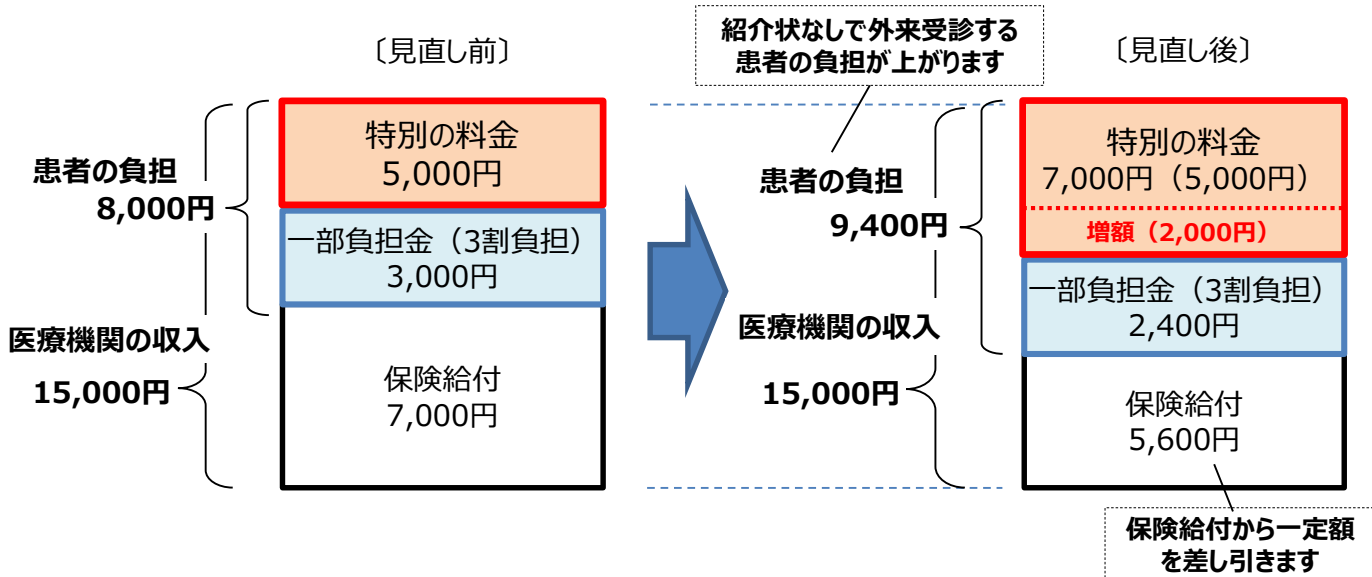 〔見直し前〕
特別の料金
5,000円
患者の負担
8,000円
一部負担金（3割負担）
3,000円
医療機関の収入
15,000円
保険給付
7,000円
紹介状なしで外来受診する
患者の負担が上がります
〔見直し後〕
特別の料金
7,000円（5,000円）
増額（2,000円）
患者の負担
9,400円
一部負担金（3割負担）
2,400円
医療機関の収入
15,000円
保険給付
5,600円
保険給付から一定額
を差し引きます